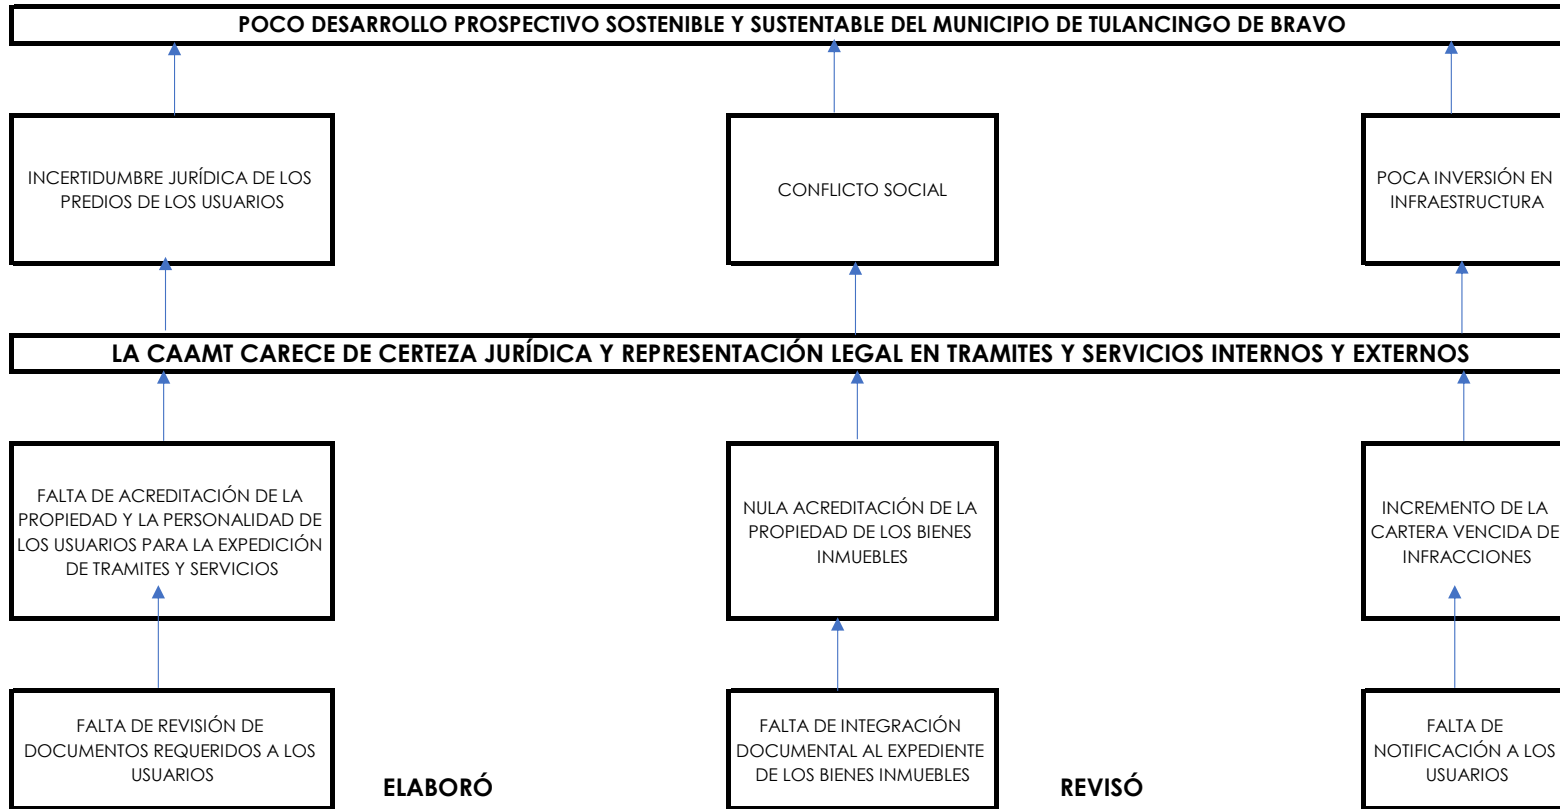 POCO DESARROLLO PROSPECTIVO SOSTENIBLE Y SUSTENTABLE DEL MUNICIPIO DE TULANCINGO DE BRAVO
INCERTIDUMBRE JURÍDICA DE LOS
PREDIOS DE LOS USUARIOS
CONFLICTO SOCIAL
POCA INVERSIÓN EN
INFRAESTRUCTURA
LA CAAMT CARECE DE CERTEZA JURÍDICA Y REPRESENTACIÓN LEGAL EN TRAMITES Y SERVICIOS INTERNOS Y EXTERNOS
FALTA DE ACREDITACIÓN DE LA
PROPIEDAD Y LA PERSONALIDAD DE
LOS USUARIOS PARA LA EXPEDICIÓN
DE TRAMITES Y SERVICIOS
NULA ACREDITACIÓN DE LA
PROPIEDAD DE LOS BIENES
INMUEBLES
INCREMENTO DE LA
CARTERA VENCIDA DE
INFRACCIONES
FALTA DE REVISIÓN DE
DOCUMENTOS REQUERIDOS A LOS
USUARIOS
FALTA DE INTEGRACIÓN
DOCUMENTAL AL EXPEDIENTE
DE LOS BIENES INMUEBLES
FALTA DE
NOTIFICACIÓN A LOS
USUARIOS
ELABORÓ
REVISÓ